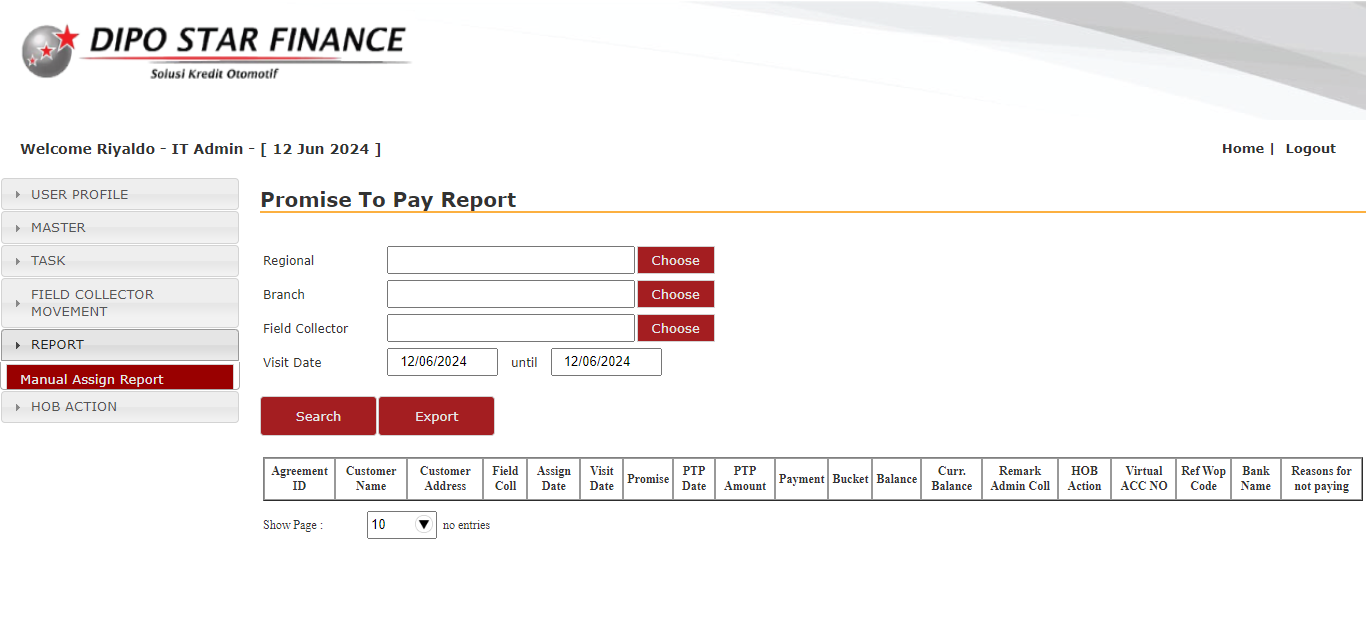 DIPO STAR FINANCE
Solusi Kredit Otomotif
Welcome Riyaldo - IT Admin - [ 12 Jun 2024 ]
Home | Logout
USER PROFILE
MASTER
TASK
FIELD COLLECTOR
MOVEMENT
REPORT
Manual Assign Report
HOB ACTION
Promise To Pay Report
Regional Choose
Branch Choose
Field Collector Choose
Visit Date 12/06/2024 until 12/06/2024
Search Export
Agreement Customer Customer Field Assign Visit Promise PTP PTP Payment Bucket Balance Curr. Remark HOB Virtual Ref Wop Bank Reasons for
ID Name Address Coll Date Date Date Amount Balance Admin Coll Action ACC NO Code Name not paying
Show Page : 10 no entries